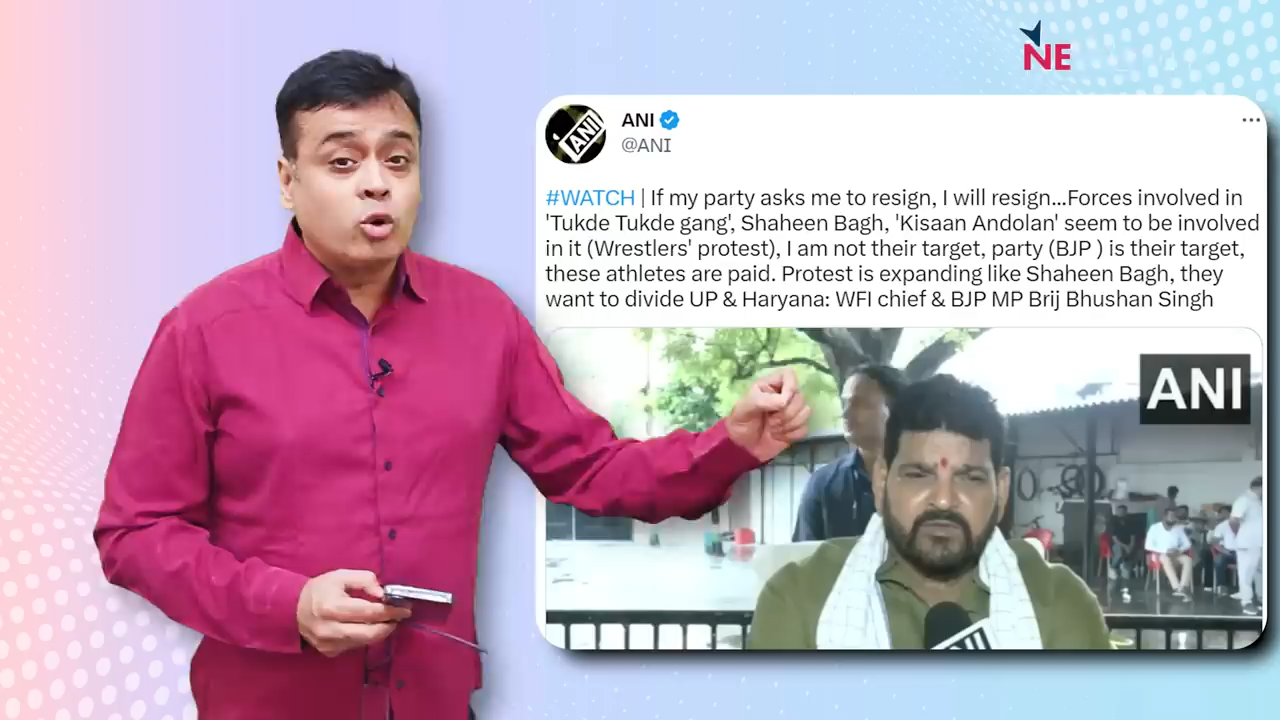 NE
ANI
@ANI
#WATCH | If my party asks me to resign, I will resign...Forces involved in
'Tukde Tukde gang', Shaheen Bagh, 'Kisaan Andolan' seem to be involved
in it (Wrestlers' protest), I am not their target, party (BJP ) is their target,
these athletes are paid. Protest is expanding like Shaheen Bagh, they
want to divide UP & Haryana: WFI chief & BJP MP Brij Bhushan Singh
ANI
ANI